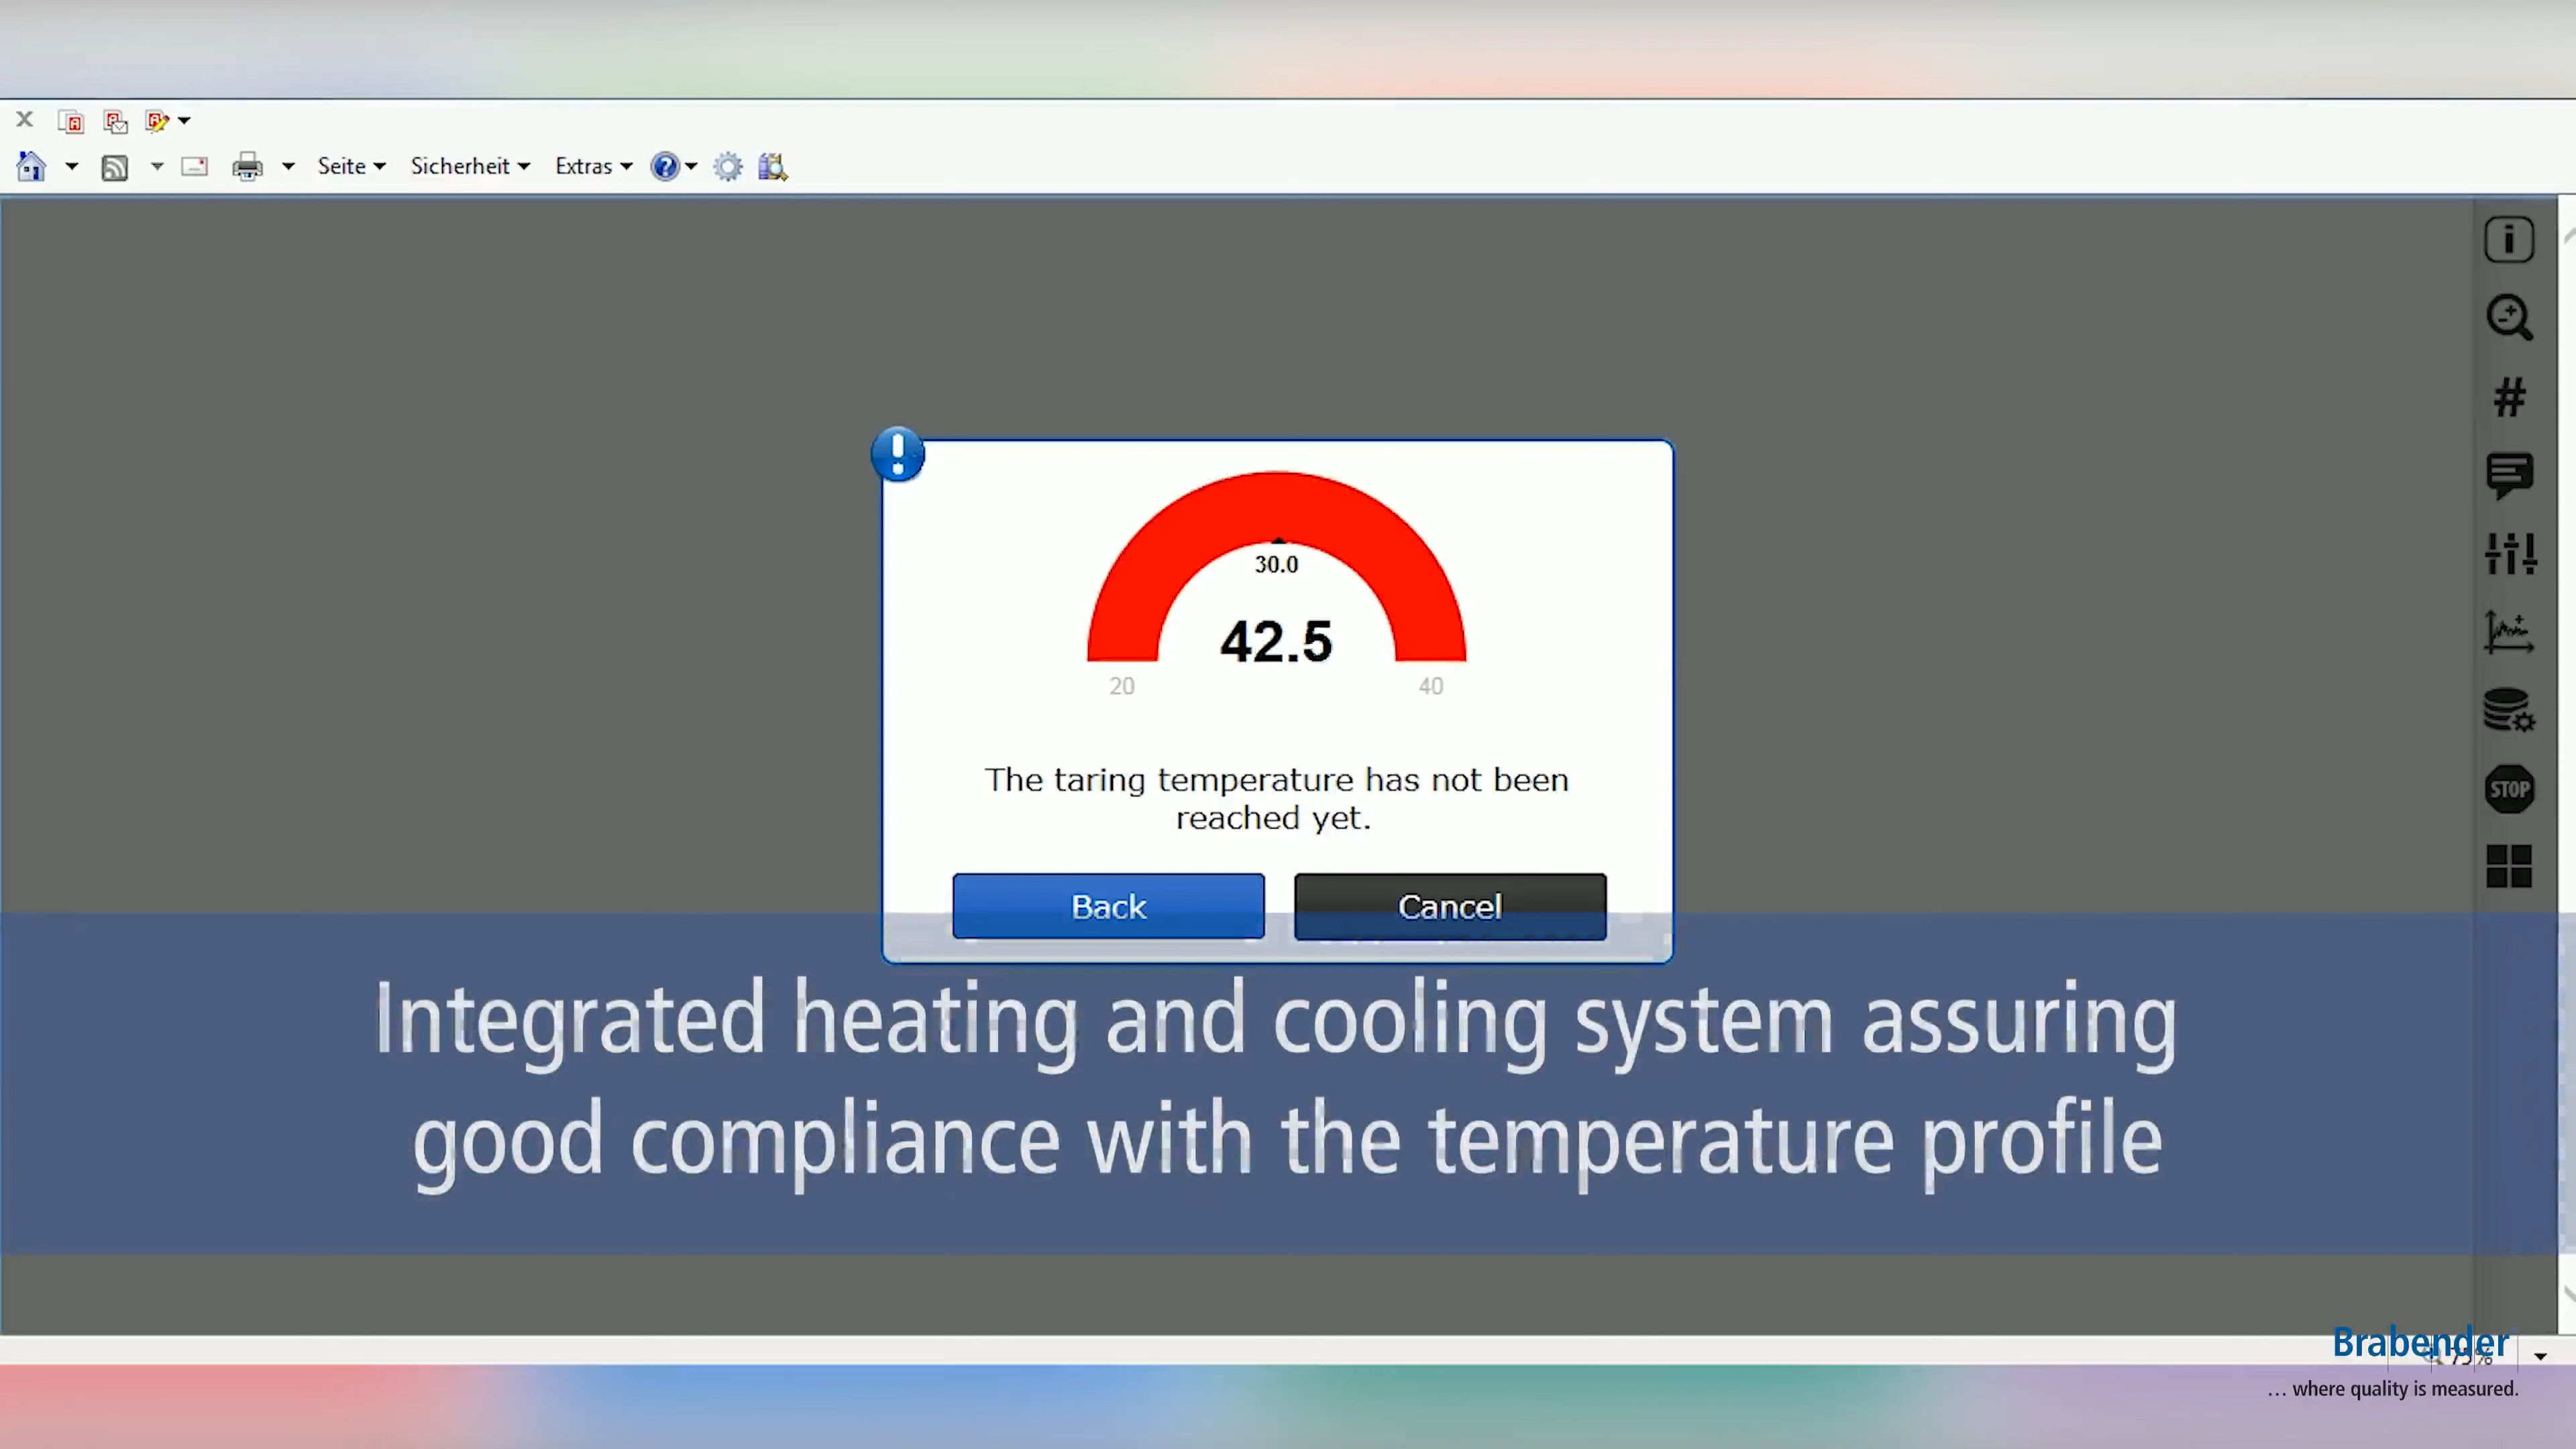 Seite
Sicherheit
Extras
30.0
42.5
20
40
The taring temperature has not been
reached yet.
Back
Cancel
STOP
Integrated heating and cooling system assuring
good compliance with the temperature profile
Brabender
75%
... where quality is measured.